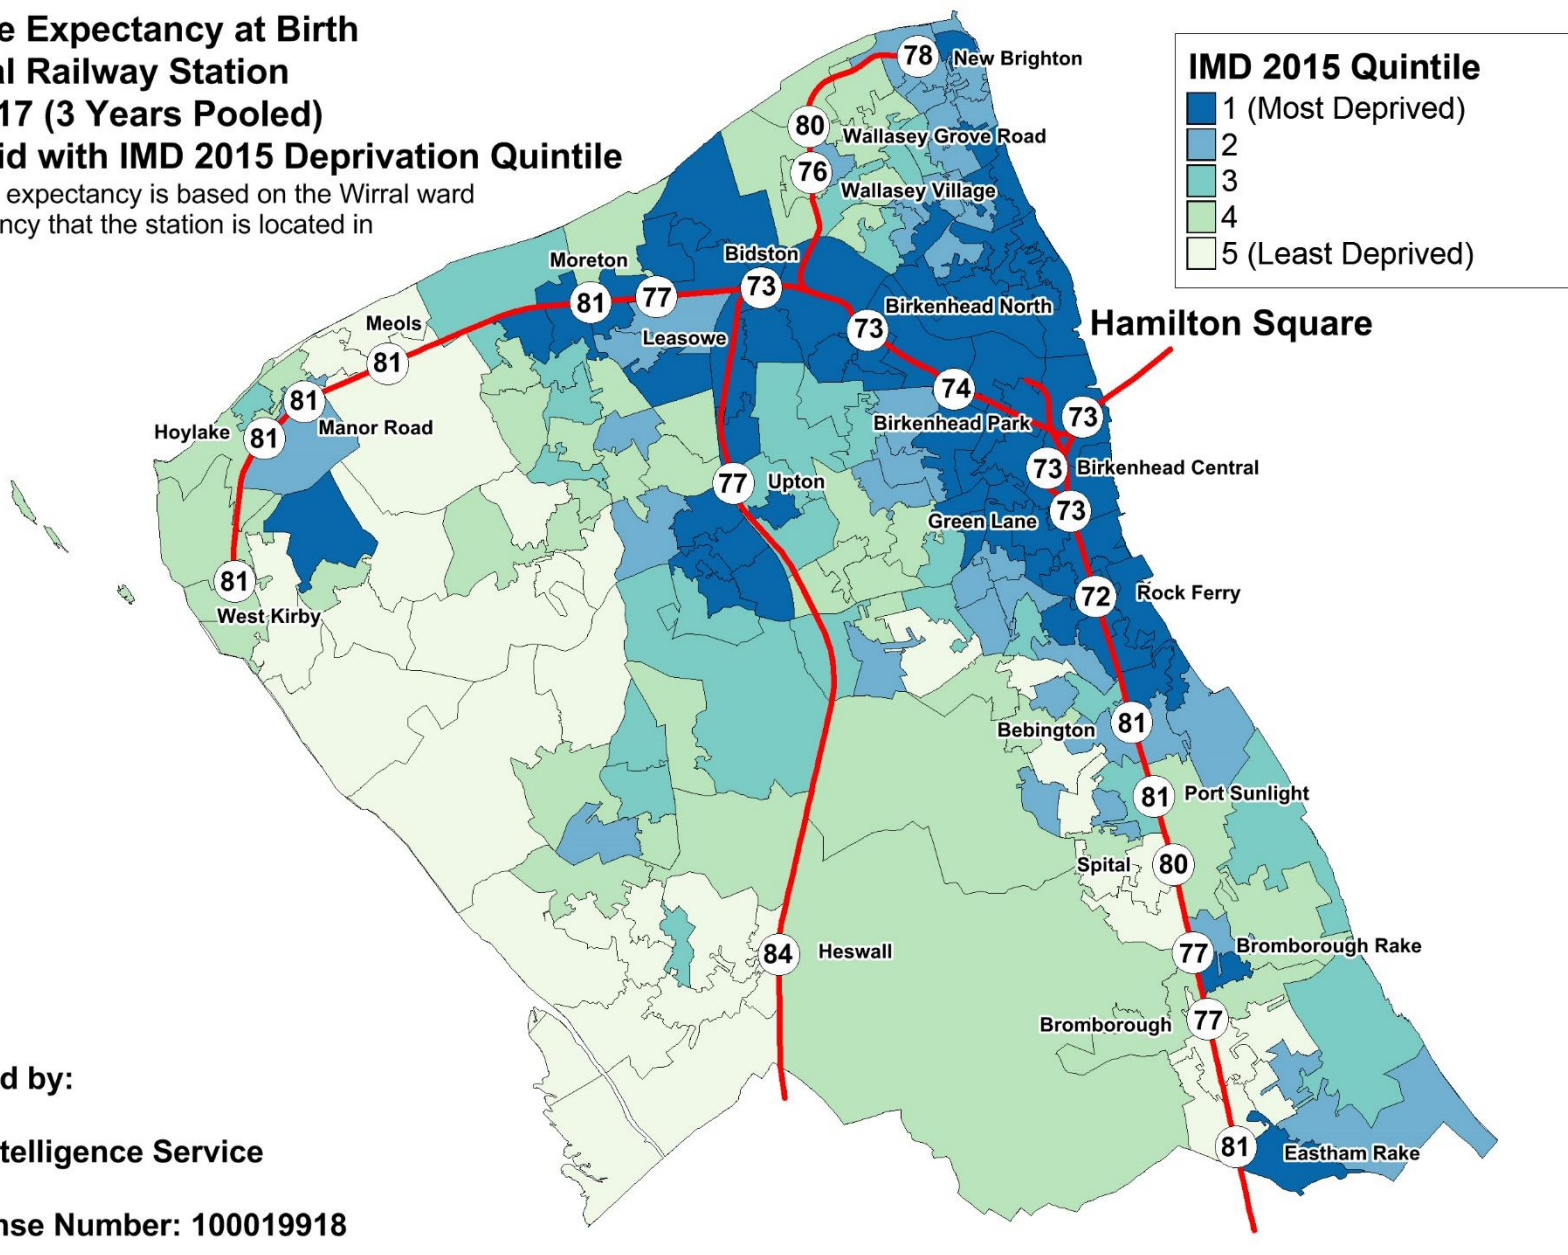 e Expectancy at Birth
al Railway Station
17 (3 Years Pooled)
id with IMD 2015 Deprivation Quintile
expectancy is based on the Wirral ward
ncy that the station is located in
IMD 2015 Quintile
1 (Most Deprived)
2
3
4
5 (Least Deprived)
78 New Brighton
80 Wallasey Grove Road
76 Wallasey Village
Bidston
73
Moreton
81
77
Leasowe
Birkenhead North
73
Hamilton Square
73
Meols
81
81
Manor Road
Hoylake
81
74
Birkenhead Park
73 Birkenhead Central
77 Upton
Green Lane 73
81
West Kirby
72 Rock Ferry
Bebington 81
81 Port Sunlight
Spital 80
84 Heswall
77 Bromborough Rake
Bromborough 77
81 Eastham Rake
d by:
telligence Service
nse Number: 100019918